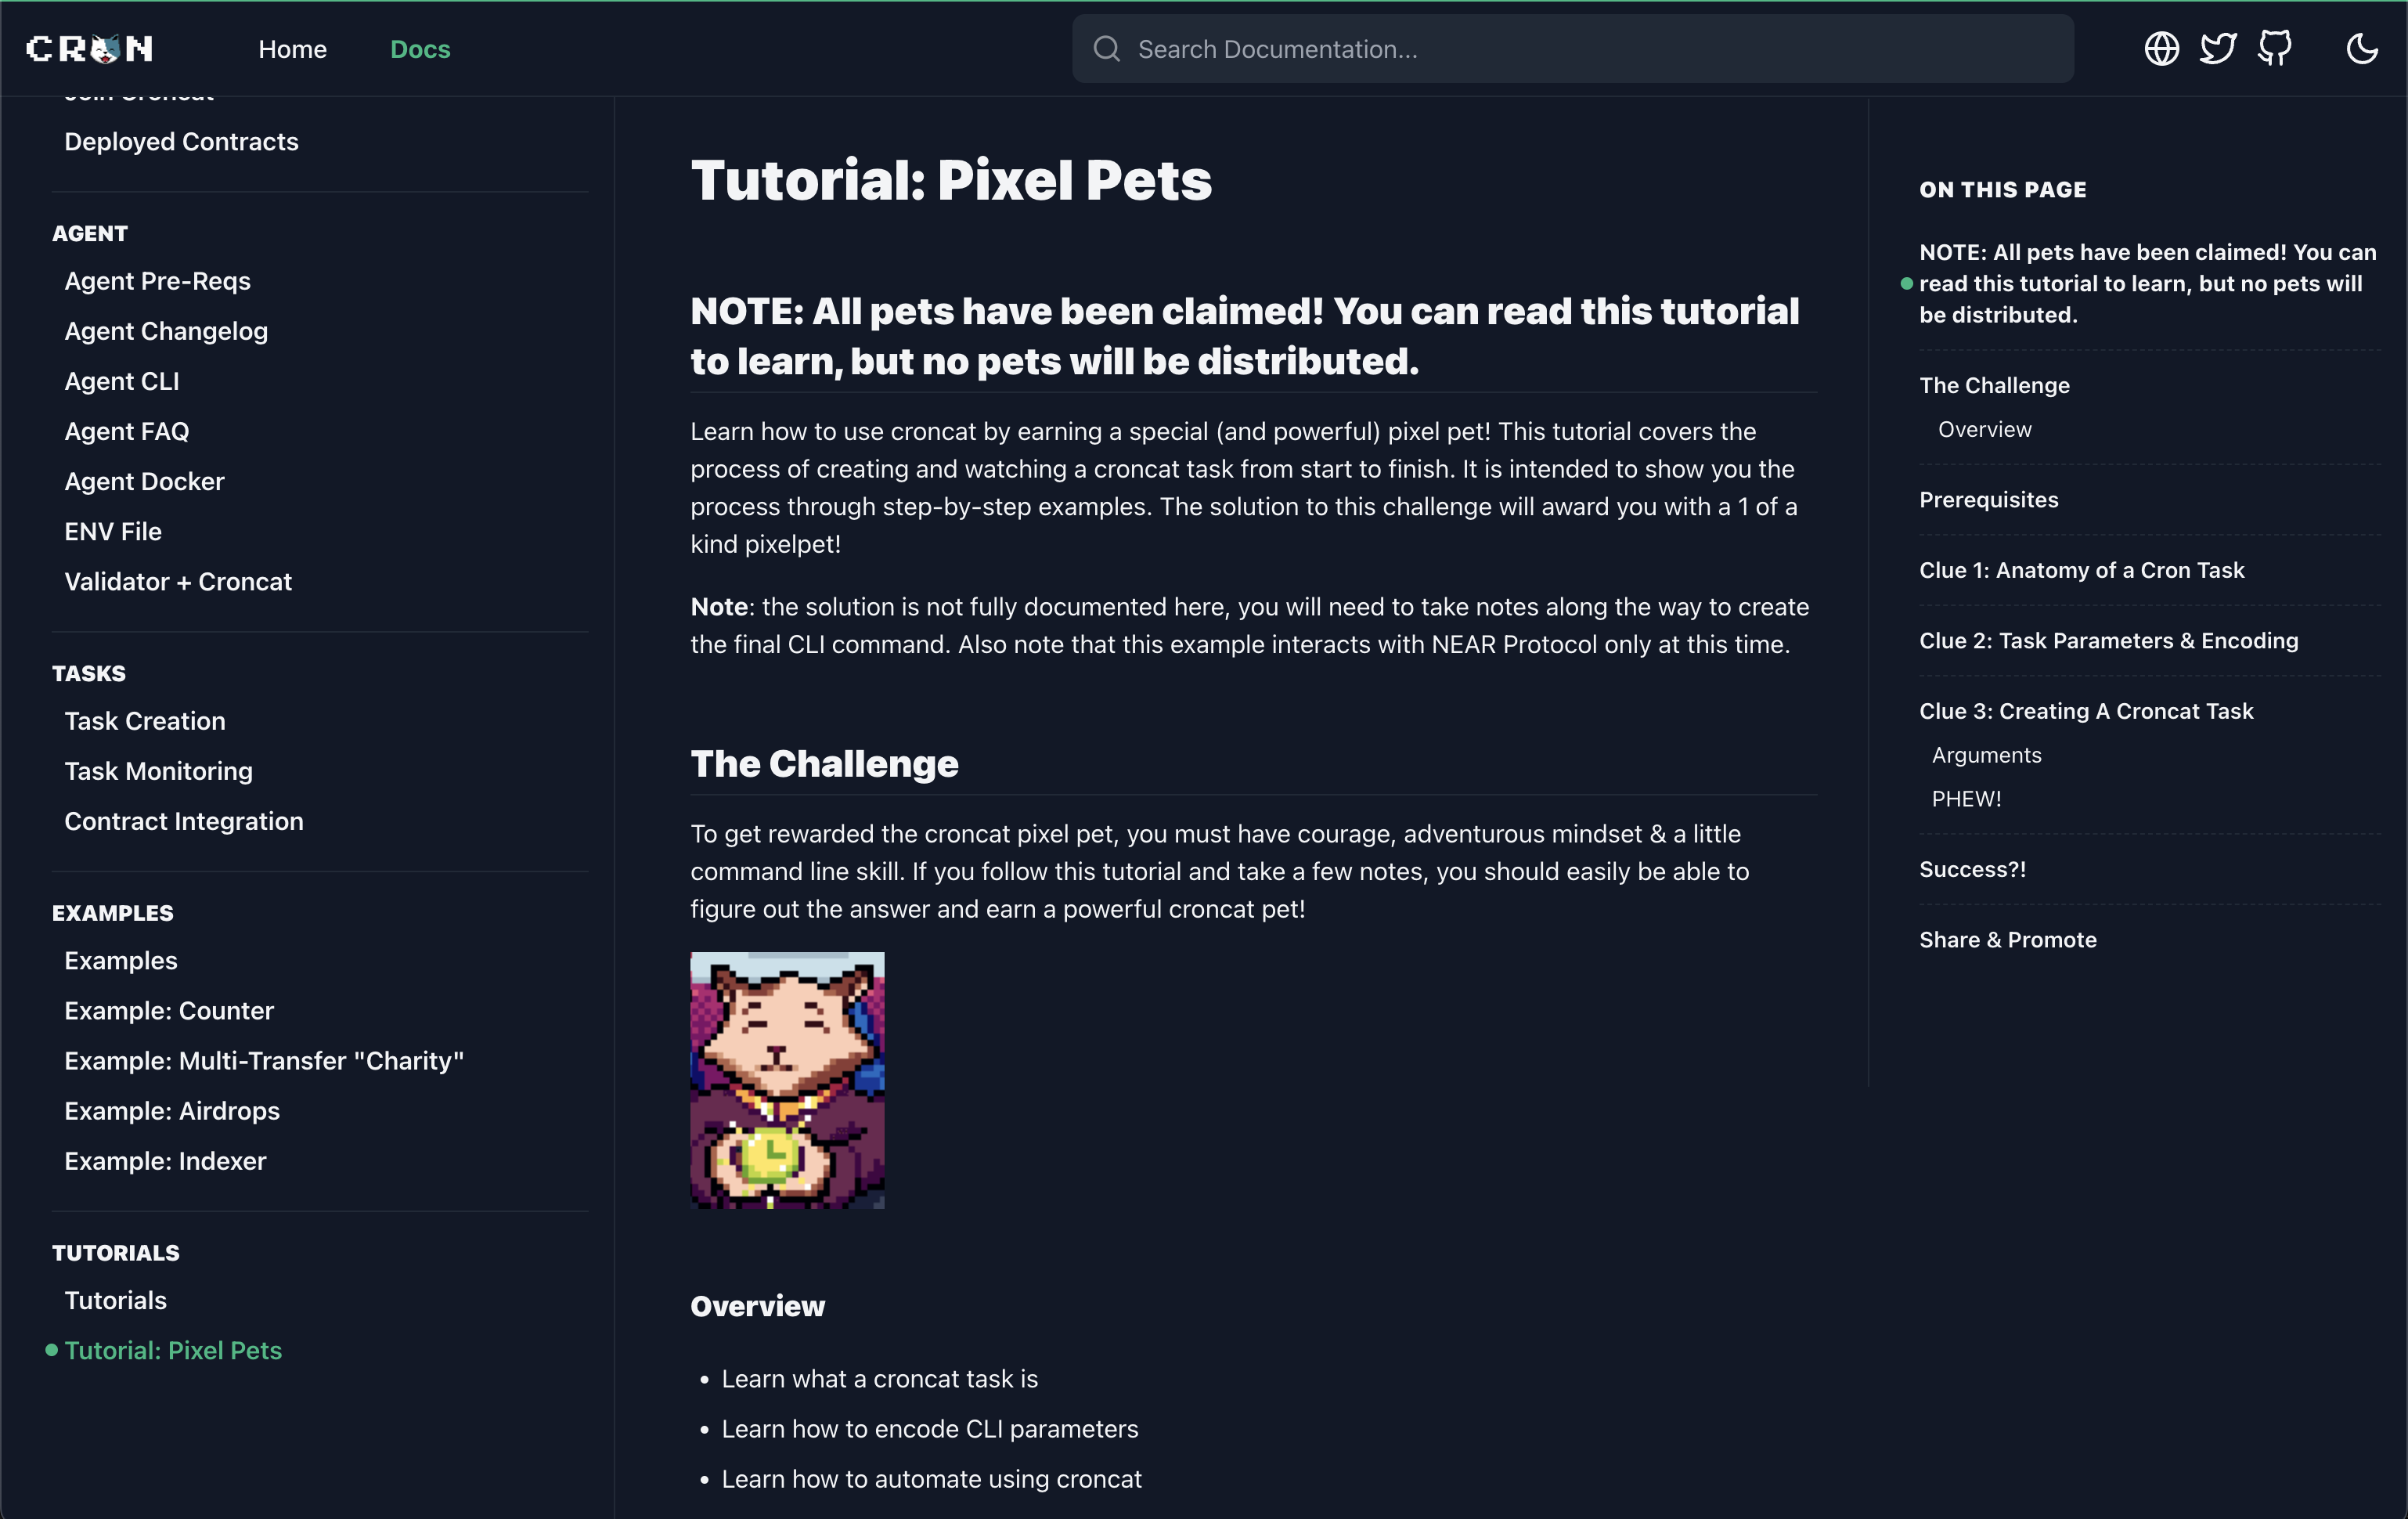 CRON
Home
Docs
Search Documentation...
Join Croncat
Deployed Contracts
AGENT
Agent Pre-Reqs
Agent Changelog
Agent CLI
Agent FAQ
Agent Docker
ENV File
Validator + Croncat
TASKS
Task Creation
Task Monitoring
Contract Integration
EXAMPLES
Examples
Example: Counter
Example: Multi-Transfer "Charity"
Example: Airdrops
Example: Indexer
TUTORIALS
Tutorials
Tutorial: Pixel Pets
Tutorial: Pixel Pets
NOTE: All pets have been claimed! You can read this tutorial
to learn, but no pets will be distributed.
Learn how to use croncat by earning a special (and powerful) pixel pet! This tutorial covers the
process of creating and watching a croncat task from start to finish. It is intended to show you the
process through step-by-step examples. The solution to this challenge will award you with a 1 of a
kind pixelpet!
Note: the solution is not fully documented here, you will need to take notes along the way to create
the final CLI command. Also note that this example interacts with NEAR Protocol only at this time.
The Challenge
To get rewarded the croncat pixel pet, you must have courage, adventurous mindset & a little
command line skill. If you follow this tutorial and take a few notes, you should easily be able to
figure out the answer and earn a powerful croncat pet!
Overview
• Learn what a croncat task is
• Learn how to encode CLI parameters
• Learn how to automate using croncat
ON THIS PAGE
NOTE: All pets have been claimed! You can
read this tutorial to learn, but no pets will
be distributed.
The Challenge
Overview
Prerequisites
Clue 1: Anatomy of a Cron Task
Clue 2: Task Parameters & Encoding
Clue 3: Creating A Croncat Task
Arguments
PHEW!
Success?!
Share & Promote